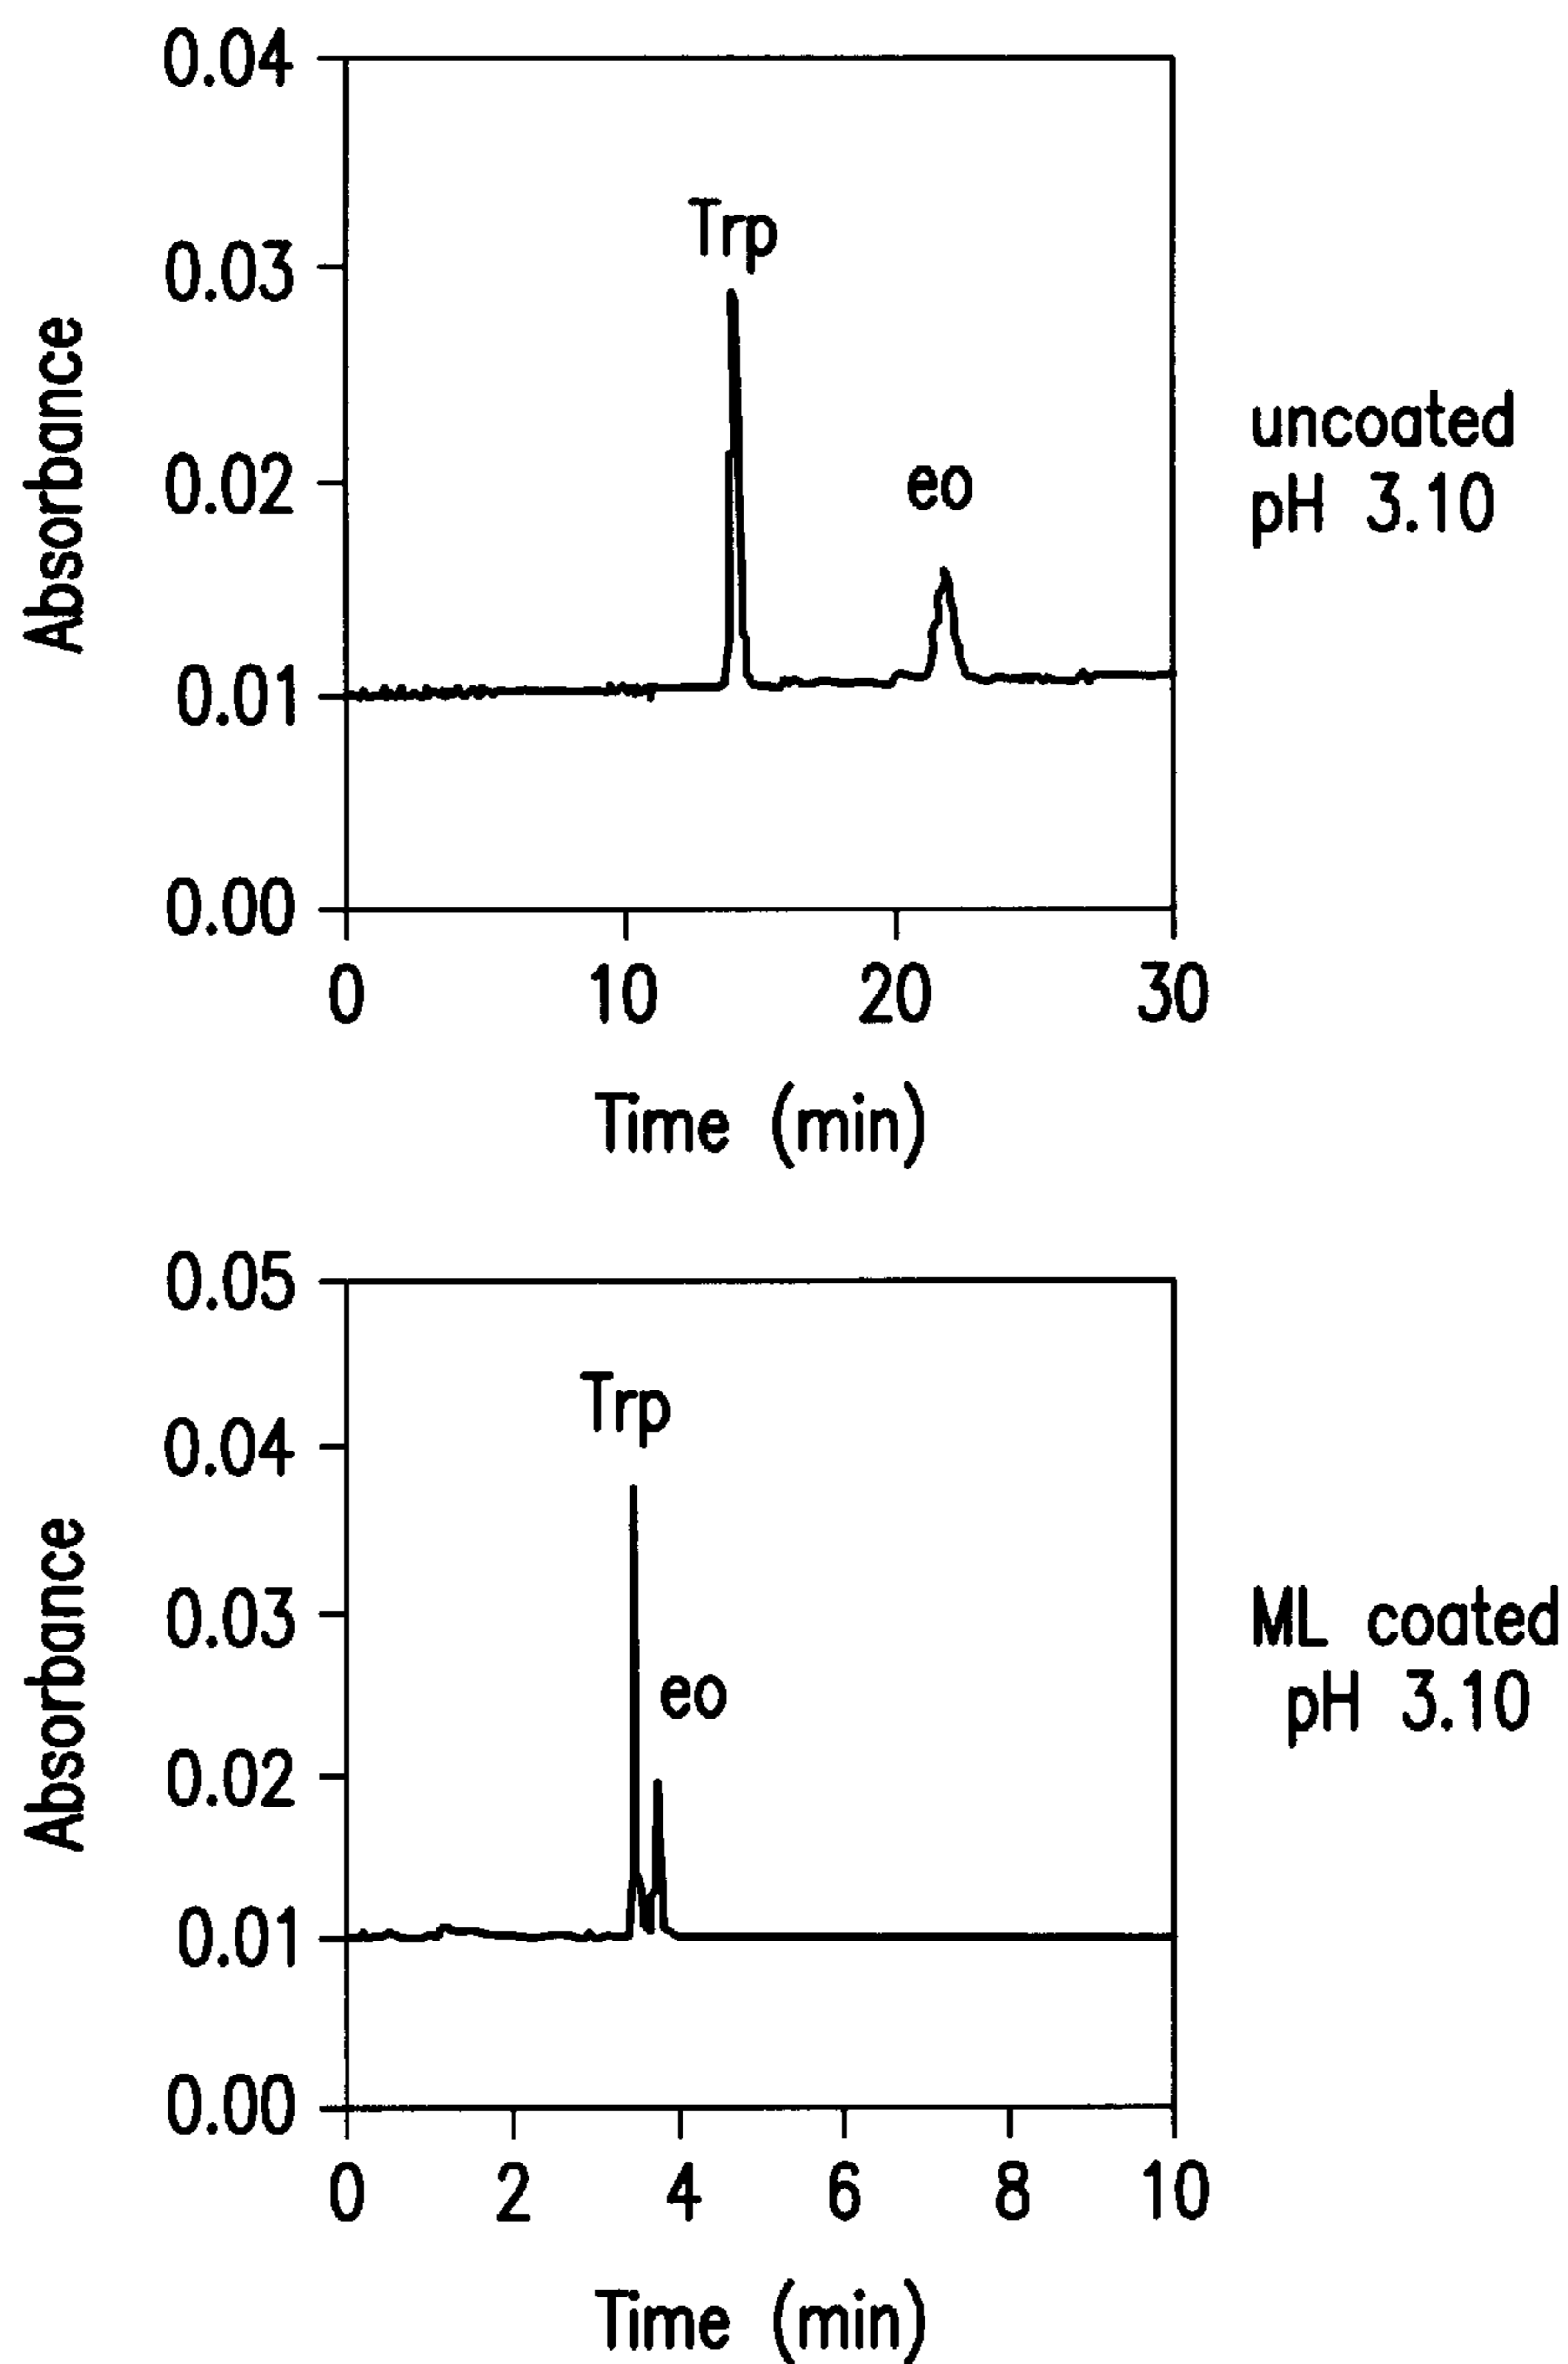 0.04
0.03
0.02
0.01
0.00
Absorbance
Trp
eo
uncoated
pH 3.10
0 10 20 30
Time (min)
0.05
0.04
0.03
0.02
0.01
0.00
Absorbance
Trp
eo
ML coated
pH 3.10
0 2 4 6 8 10
Time (min)